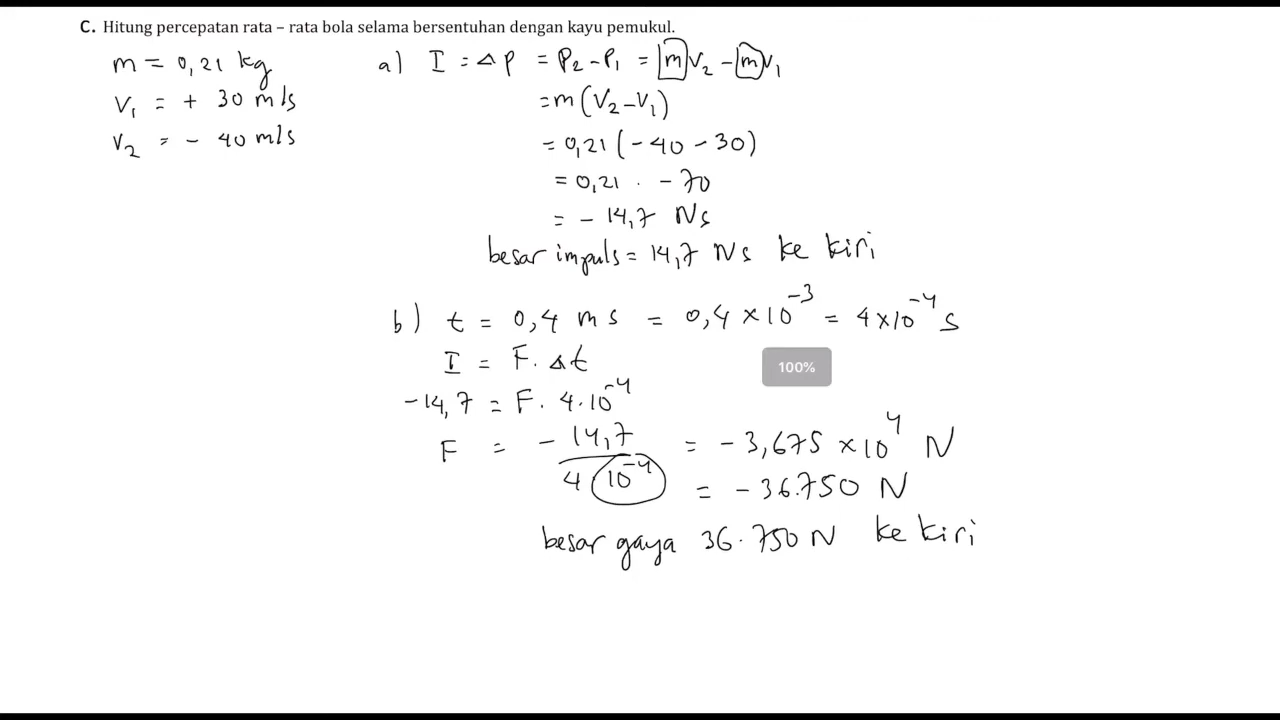 C. Hitung percepatan rata – rata bola selama bersentuhan dengan kayu pemukul.
m = 0,21 kg
V₁ = + 30 m/s
V₂ = - 40 m/s
a) I = Δp = P₂ - P₁ = mV₂ - mV₁
= m(V₂ - V₁)
= 0,21 (-40 - 30)
= 0,21 . -70
= - 14,7 Ns
besar impuls = 14,7 Ns ke kiri
b) t = 0,4 ms = 0,4 × 10⁻³ = 4×10⁻⁴ s
I = F. Δt
100%
-14,7 = F. 4.10⁻⁴
F = -14,7 / 4 10⁻⁴ = -3,675 × 10⁴ N
= - 36.750 N
besar gaya 36.750 N ke kiri